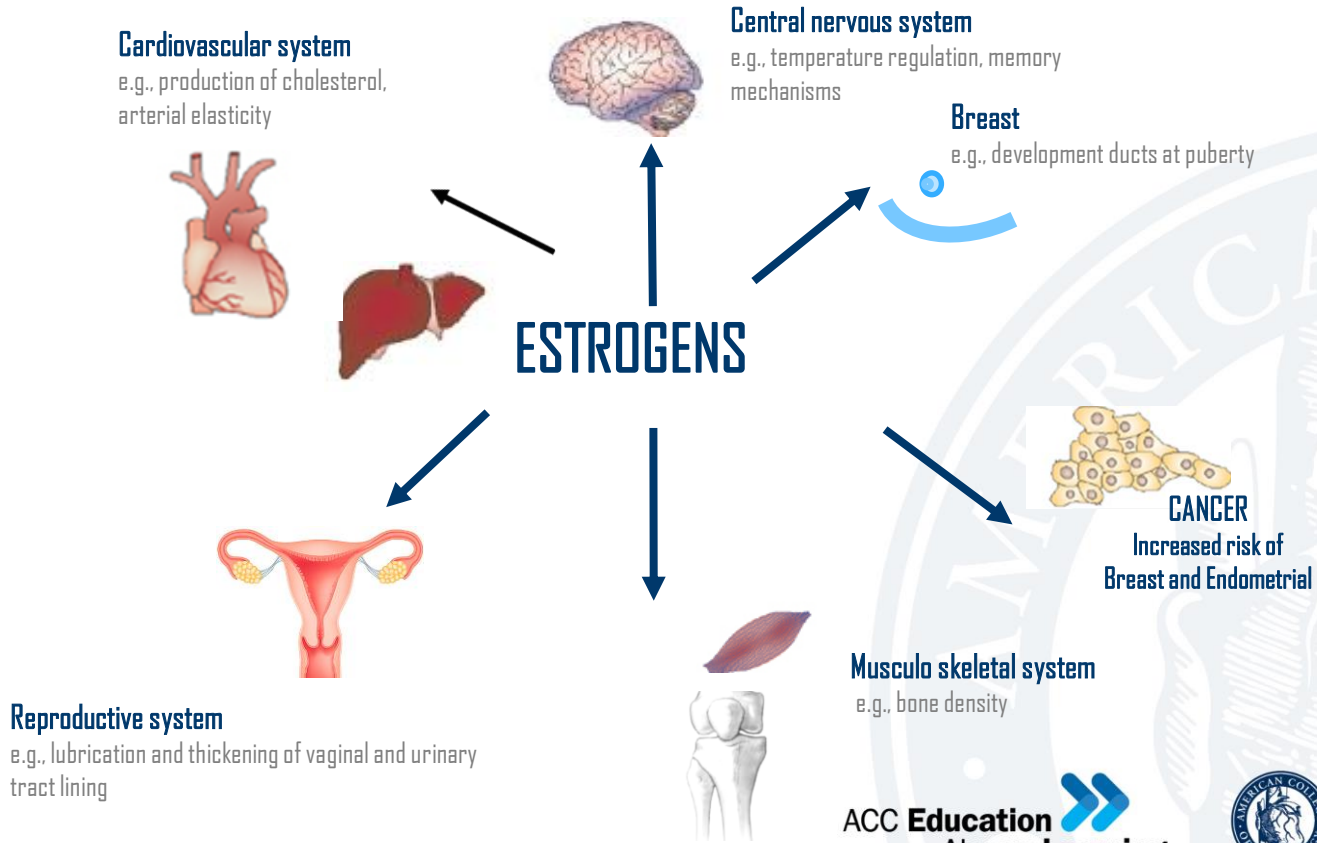 Cardiovascular system
e.g., production of cholesterol,
arterial elasticity
Central nervous system
e.g., temperature regulation, memory
mechanisms
Breast
e.g., development ducts at puberty
ESTROGENS
CANCER
Increased risk of
Breast and Endometrial
Musculo skeletal system
e.g., bone density
Reproductive system
e.g., lubrication and thickening of vaginal and urinary
tract lining
ACC Education
AMERICAN
AMERICA